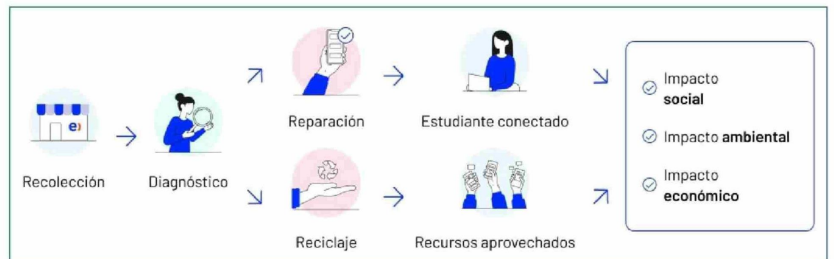 e)
Recolección
Diagnóstico
Reparación
Estudiante conectado
Reciclaje
Recursos aprovechados
Impacto
social
Impacto ambiental
Impacto
económico